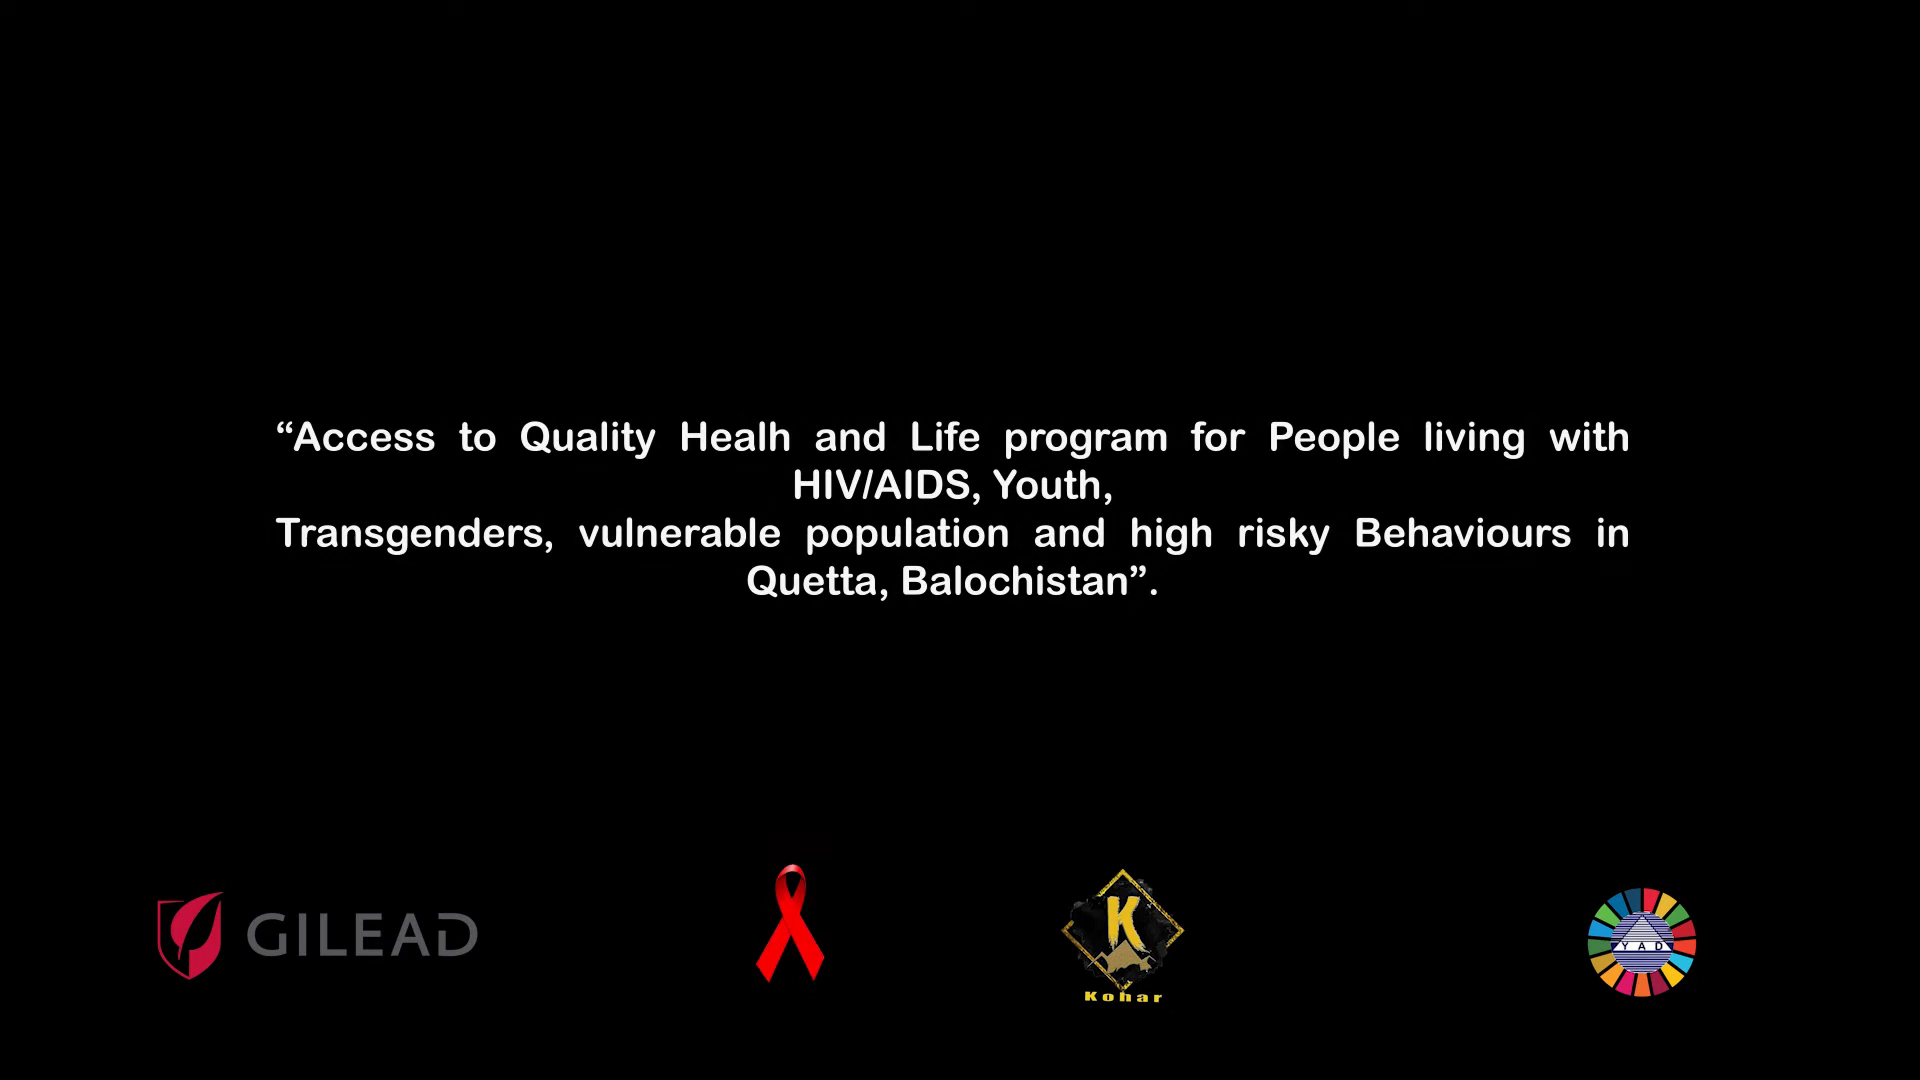 “Access to Quality Healh and Life program for People living with
HIV/AIDS, Youth,
Transgenders, vulnerable population and high risky Behaviours in
Quetta, Balochistan”.
GILEAD
K
Kohar
YAD